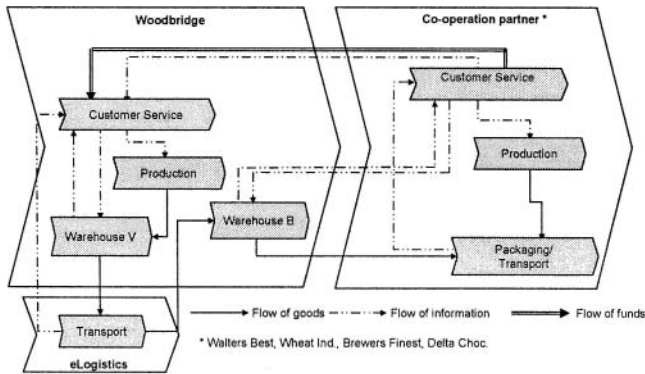 Woodbridge
Co-operation partner *
Customer Service
Customer Service
Production
Production
Warehouse B
Warehouse V
Packaging/
Transport
Transport
eLogistics
Flow of goods
Flow of information
Flow of funds
* Walters Best, Wheat Ind., Brewers Finest, Delta Choc.